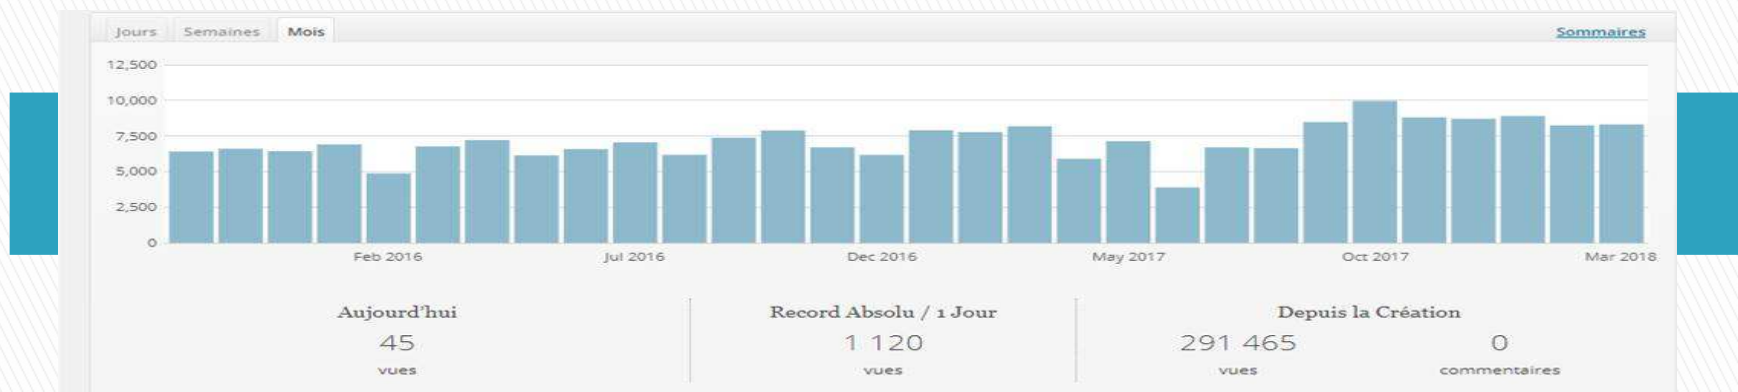 Jours Semaines Mois Sommaires
12,500
10,000
7,500
5,000
2,500
0
Feb 2016 Jul 2016 Dec 2016 May 2017 Oct 2017 Mar 2018
Aujourd'hui Record Absolu / 1 Jour Depuis la Création
45 1 120 291 465 0
vues vues vues commentaires